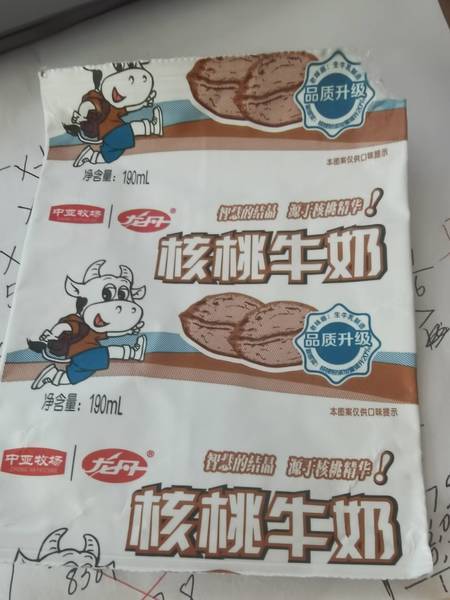 品质升级
本图案仅供口味提示
净含量：190mL
中亚牧场
龙丹®
智慧的结晶 源于核桃精华！
核桃牛奶
品质升级
净含量：190mL
本图案仅供口味提示
中亚牧场
龙丹®
智慧的结晶 源于核桃精华！
核桃牛奶
850